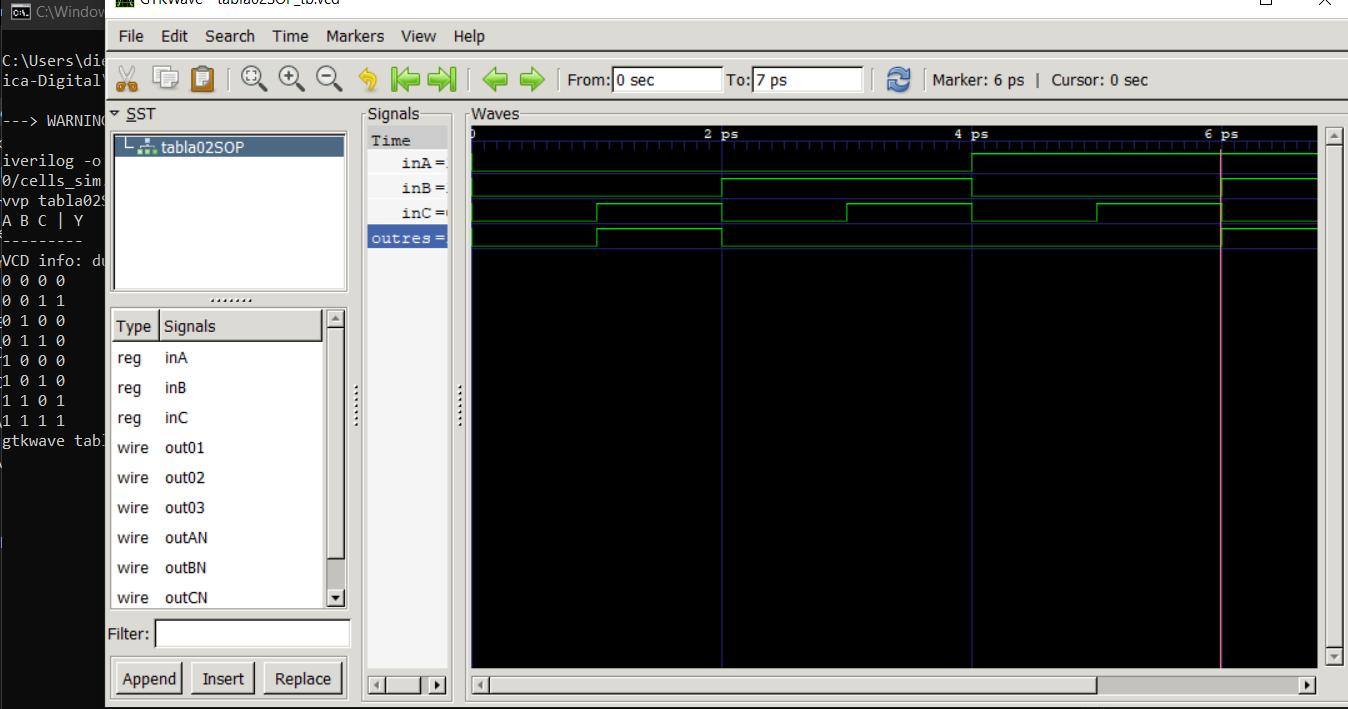 C:\Window
GTKWave - tabla02SOP_tb.vcd
File Edit Search Time Markers View Help
From: 0 sec To: 7 ps Marker: 6 ps | Cursor: 0 sec
C:\Users\die
ica-Digital\
---> WARNING
iverilog -o
0/cells_sim.
vvp tabla02S
A B C | Y
---------
VCD info: du
0 0 0 0
0 0 1 1
0 1 0 0
0 1 1 0
1 0 0 0
1 0 1 0
1 1 0 1
1 1 1 1
gtkwave tabl
SST
tabla02SOP
Type Signals
reg inA
reg inB
reg inC
wire out01
wire out02
wire out03
wire outAN
wire outBN
wire outCN
Filter:
Append Insert Replace
Signals
Time
inA =
inB =
inC =
outres =
Waves
0 2 ps 4 ps 6 ps